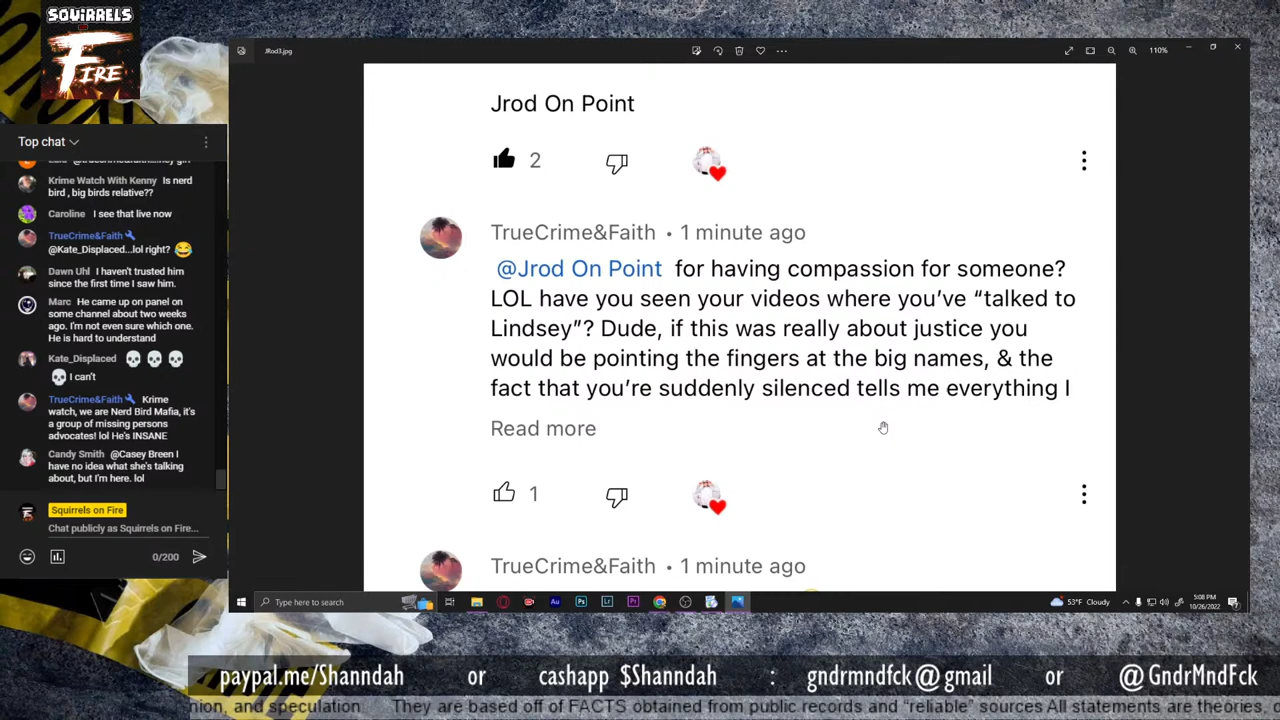 SQUIRRELS
ON
FIRE
JRod3.jpg
110%
Top chat
Krime Watch With Kenny Is nerd
bird , big birds relative??
Caroline I see that live now
TrueCrime&Faith
@Kate_Displaced...lol right? 😂
Dawn Uhl I haven't trusted him
since the first time I saw him.
Marc He came up on panel on
some channel about two weeks
ago. I'm not even sure which one.
He is hard to understand
Kate_Displaced 💀 💀 💀
💀 I can't
TrueCrime&Faith Krime
watch, we are Nerd Bird Mafia, it's
a group of missing persons
advocates! lol He's INSANE
Candy Smith @Casey Breen I
have no idea what she's talking
about, but I'm here. lol
Squirrels on Fire
Chat publicly as Squirrels on Fire...
0/200
Jrod On Point
2
TrueCrime&Faith • 1 minute ago
@Jrod On Point for having compassion for someone?
LOL have you seen your videos where you've “talked to
Lindsey”? Dude, if this was really about justice you
would be pointing the fingers at the big names, & the
fact that you're suddenly silenced tells me everything I
Read more
1
TrueCrime&Faith • 1 minute ago
Type here to search
53°F Cloudy
5:08 PM
10/26/2022
paypal.me/Shanndah or cashapp $Shanndah : gndrmndfck@gmail or @GndrMndFck
nion, and speculation They are based off of FACTS obtained from public records and “reliable” sources All statements are theories,